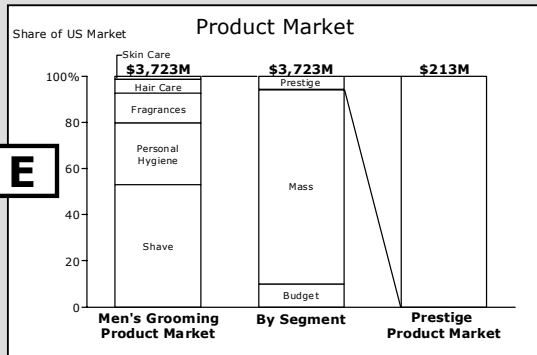 Product Market
Share of US Market
Skin Care
$3,723M
$3,723M
$213M
100%
Hair Care
Prestige
Fragrances
80
Personal
Hygiene
60
E
Mass
40
Shave
20
Budget
0
Men's Grooming
Product Market
By Segment
Prestige
Product Market